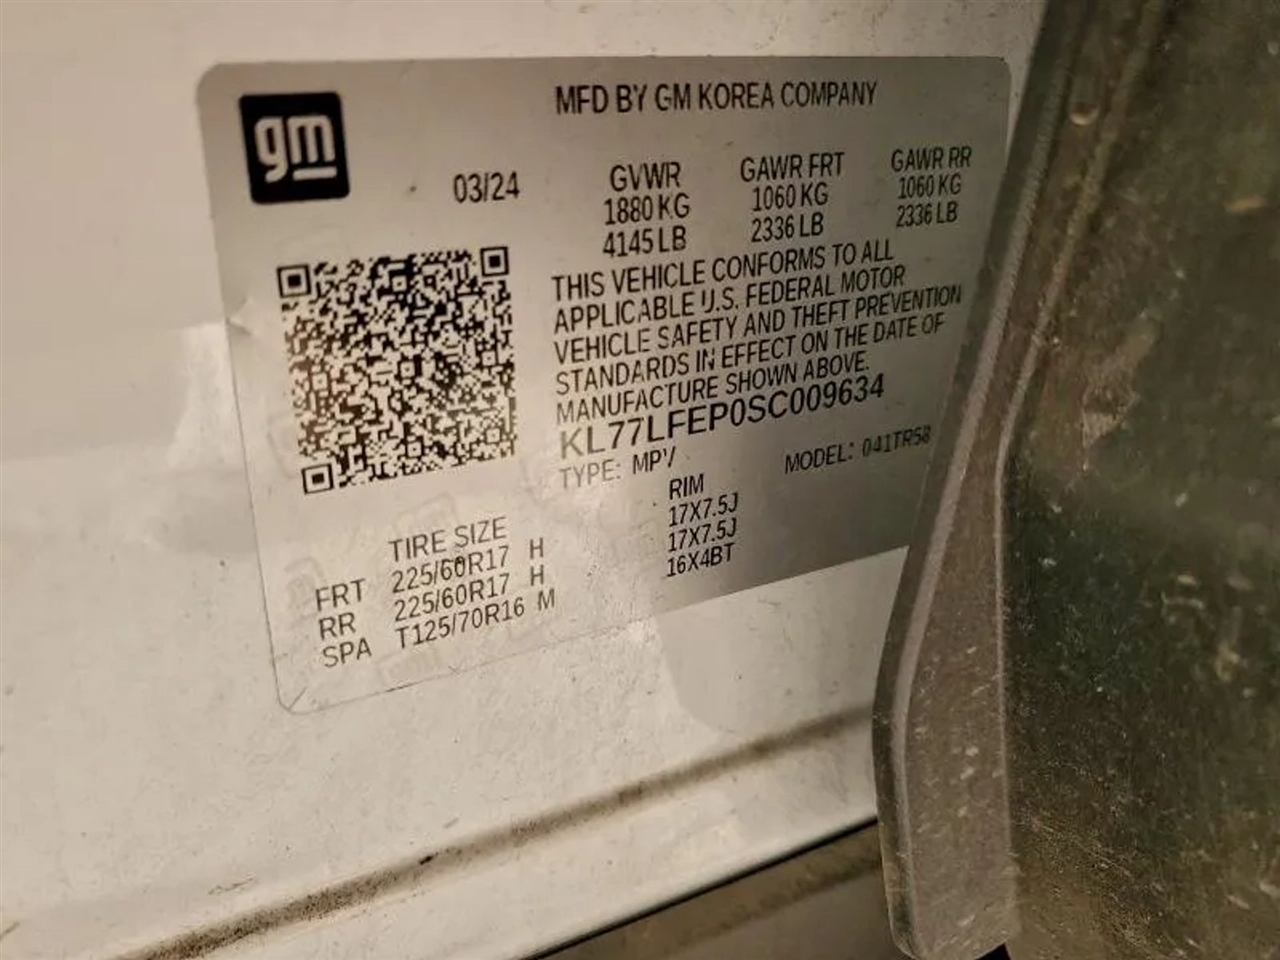 MFD BY GM KOREA COMPANY
gm
03/24
GVWR GAWR FRT GAWR RR
1880 KG 1060 KG 1060 KG
4145 LB 2336 LB 2336 LB
THIS VEHICLE CONFORMS TO ALL
APPLICABLE U.S. FEDERAL MOTOR
VEHICLE SAFETY AND THEFT PREVENTION
STANDARDS IN EFFECT ON THE DATE OF
MANUFACTURE SHOWN ABOVE.
KL77LFEP0SC009634
TYPE: MPV MODEL: 041TR58
TIRE SIZE RIM
FRT 225/60R17 H 17X7.5J
RR 225/60R17 H 17X7.5J
SPA T125/70R16 M 16X4BT